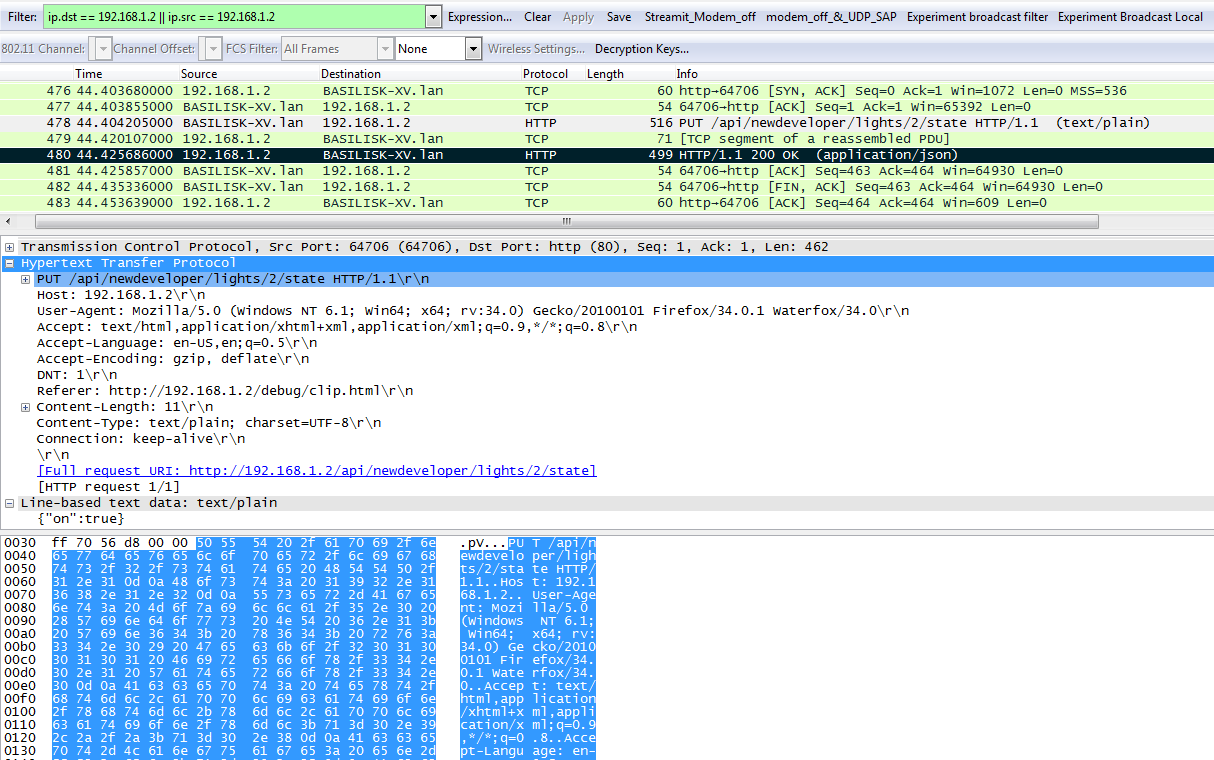 Filter: ip.dst == 192.168.1.2 || ip.src == 192.168.1.2 Expression... Clear Apply Save Streamit_Modem_off modem_off_&_UDP_SAP Experiment broadcast filter Experiment Broadcast Local
802.11 Channel: Channel Offset: FCS Filter: All Frames None Wireless Settings... Decryption Keys...
Time Source Destination Protocol Length Info
476 44.403680000 192.168.1.2 BASILISK-XV.lan TCP 60 http→64706 [SYN, ACK] Seq=0 Ack=1 Win=1072 Len=0 MSS=536
477 44.403855000 BASILISK-XV.lan 192.168.1.2 TCP 54 64706→http [ACK] Seq=1 Ack=1 Win=65392 Len=0
478 44.404205000 BASILISK-XV.lan 192.168.1.2 HTTP 516 PUT /api/newdeveloper/lights/2/state HTTP/1.1 (text/plain)
479 44.420107000 192.168.1.2 BASILISK-XV.lan TCP 71 [TCP segment of a reassembled PDU]
480 44.425686000 192.168.1.2 BASILISK-XV.lan HTTP 499 HTTP/1.1 200 OK (application/json)
481 44.425857000 BASILISK-XV.lan 192.168.1.2 TCP 54 64706→http [ACK] Seq=463 Ack=464 Win=64930 Len=0
482 44.435336000 BASILISK-XV.lan 192.168.1.2 TCP 54 64706→http [FIN, ACK] Seq=463 Ack=464 Win=64930 Len=0
483 44.453639000 192.168.1.2 BASILISK-XV.lan TCP 60 http→64706 [ACK] Seq=464 Ack=464 Win=609 Len=0
Transmission Control Protocol, Src Port: 64706 (64706), Dst Port: http (80), Seq: 1, Ack: 1, Len: 462
Hypertext Transfer Protocol
PUT /api/newdeveloper/lights/2/state HTTP/1.1\r\n
Host: 192.168.1.2\r\n
User-Agent: Mozilla/5.0 (Windows NT 6.1; Win64; x64; rv:34.0) Gecko/20100101 Firefox/34.0.1 Waterfox/34.0\r\n
Accept: text/html,application/xhtml+xml,application/xml;q=0.9,*/*;q=0.8\r\n
Accept-Language: en-US,en;q=0.5\r\n
Accept-Encoding: gzip, deflate\r\n
DNT: 1\r\n
Referer: http://192.168.1.2/debug/clip.html\r\n
Content-Length: 11\r\n
Content-Type: text/plain; charset=UTF-8\r\n
Connection: keep-alive\r\n
\r\n
[Full request URI: http://192.168.1.2/api/newdeveloper/lights/2/state]
[HTTP request 1/1]
Line-based text data: text/plain
{"on":true}
0030 ff 70 56 d8 00 00 50 55 54 20 2f 61 70 69 2f 6e .pV...PU T /api/n
0040 65 77 64 65 76 65 6c 6f 70 65 72 2f 6c 69 67 68 ewdevelo per/ligh
0050 74 73 2f 32 2f 73 74 61 74 65 20 48 54 54 50 2f ts/2/sta te HTTP/
0060 31 2e 31 0d 0a 48 6f 73 74 3a 20 31 39 32 2e 31 1.1..Hos t: 192.1
0070 36 38 2e 31 2e 32 0d 0a 55 73 65 72 2d 41 67 65 68.1.2.. User-Age
0080 6e 74 3a 20 4d 6f 7a 69 6c 6c 61 2f 35 2e 30 20 nt: Mozi lla/5.0
0090 28 57 69 6e 64 6f 77 73 20 4e 54 20 36 2e 31 3b (Windows NT 6.1;
00a0 20 57 69 6e 36 34 3b 20 78 36 34 3b 20 72 76 3a Win64; x64; rv:
00b0 33 34 2e 30 29 20 47 65 63 6b 6f 2f 32 30 31 30 34.0) Ge cko/2010
00c0 30 31 30 31 20 46 69 72 65 66 6f 78 2f 33 34 2e 0101 Fir efox/34.
00d0 30 2e 31 20 57 61 74 65 72 66 6f 78 2f 33 34 2e 0.1 Wate rfox/34.
00e0 30 0d 0a 41 63 63 65 70 74 3a 20 74 65 78 74 2f 0..Accep t: text/
00f0 68 74 6d 6c 2c 61 70 70 6c 69 63 61 74 69 6f 6e html,app lication
0100 2f 78 68 74 6d 6c 2b 78 6d 6c 2c 61 70 70 6c 69 /xhtml+x ml,appli
0110 63 61 74 69 6f 6e 2f 78 6d 6c 3b 71 3d 30 2e 39 cation/x ml;q=0.9
0120 2c 2a 2f 2a 3b 71 3d 30 2e 38 0d 0a 41 63 63 65 ,*/*;q=0 .8..Acce
0130 70 74 2d 4c 61 6e 67 75 61 67 65 3a 20 65 6e 2d pt-Langu age: en-